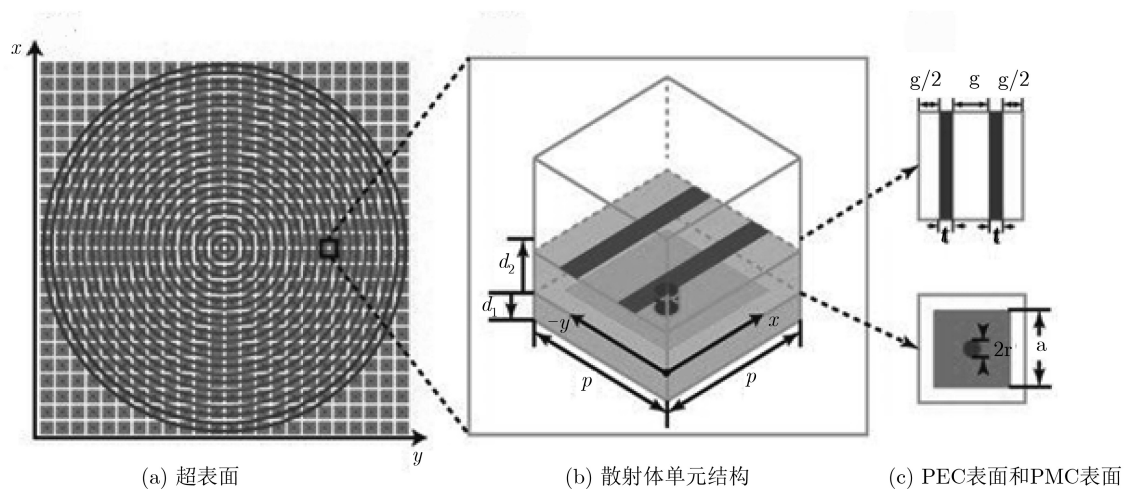 x
y
(a) 超表面
d₂
d₁
−y
x
p
p
(b) 散射体单元结构
g/2 g g/2
t t
2r
a
(c) PEC表面和PMC表面